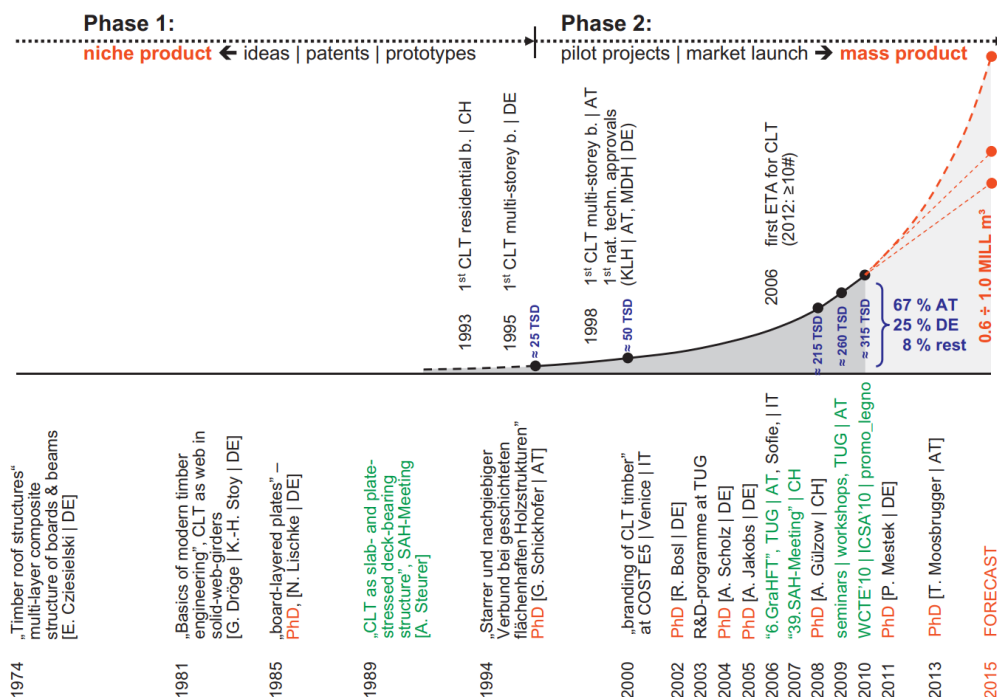 Phase 1:
Phase 2:
niche product ← ideas | patents | prototypes
pilot projects | market launch → mass product
1993 1st CLT residential b. | CH
1995 1st CLT multi-storey b. | DE
1998 1st CLT multi-storey b. | AT
1st nat. techn. approvals
(KLH | AT, MDH | DE)
2006 first ETA for CLT
(2012: ≥10#)
≈ 25 TSD
≈ 50 TSD
≈ 215 TSD
≈ 260 TSD
≈ 315 TSD
67 % AT
25 % DE
8 % rest
0.6 ÷ 1.0 MILL m³
1974 „Timber roof structures“
multi-layer composite
structure of boards & beams
[E. Cziesielski | DE]
1981 „Basics of modern timber
engineering”, CLT as web in
solid-web-girders
[G. Dröge | K.-H. Stoy | DE]
1985 „board-layered plates” –
PhD, [N. Lischke | DE]
1989 „CLT as slab- and plate-
stressed deck-bearing
structure”, SAH-Meeting
[A. Steurer]
1994 „Starrer und nachgiebiger
Verbund bei geschichteten
flächenhaften Holzstrukturen”
PhD [G. Schickhofer | AT]
2000 „branding of CLT timber”
at COST E5 | Venice | IT
2002 PhD [R. Bosl | DE]
2003 R&D-programme at TUG
2004 PhD [A. Scholz | DE]
2005 PhD [A. Jakobs | DE]
2006 “6.GraHFT”, TUG | AT, Sofie, | IT
2007 “39.SAH-Meeting” | CH
2008 PhD [A. Gülzow | CH]
2009 seminars | workshops, TUG | AT
2010 WCTE'10 | ICSA'10 | promo_legno
2011 PhD [P. Mestek | DE]
2013 PhD [T. Moosbrugger | AT]
2015 FORECAST